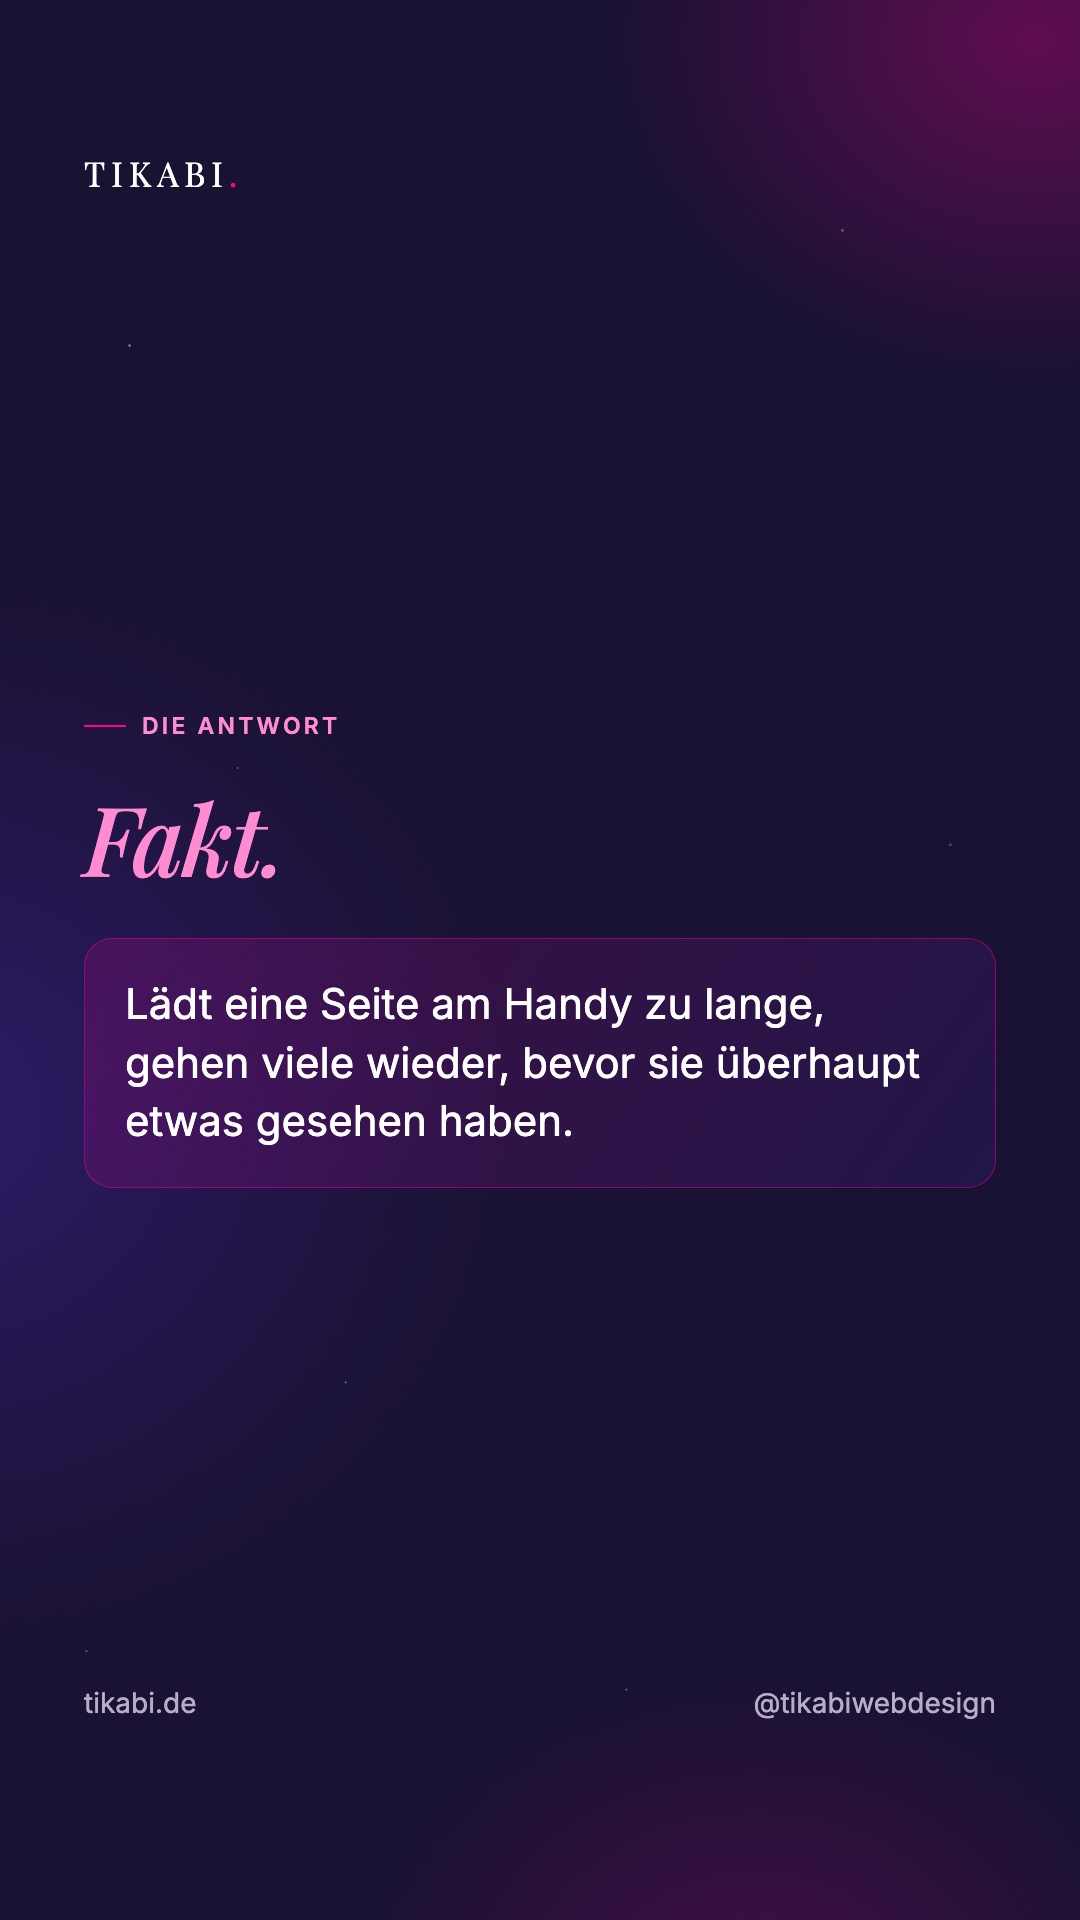 TIKABI.
DIE ANTWORT
Fakt.
Lädt eine Seite am Handy zu lange,
gehen viele wieder, bevor sie überhaupt
etwas gesehen haben.
tikabi.de
@tikabiwebdesign